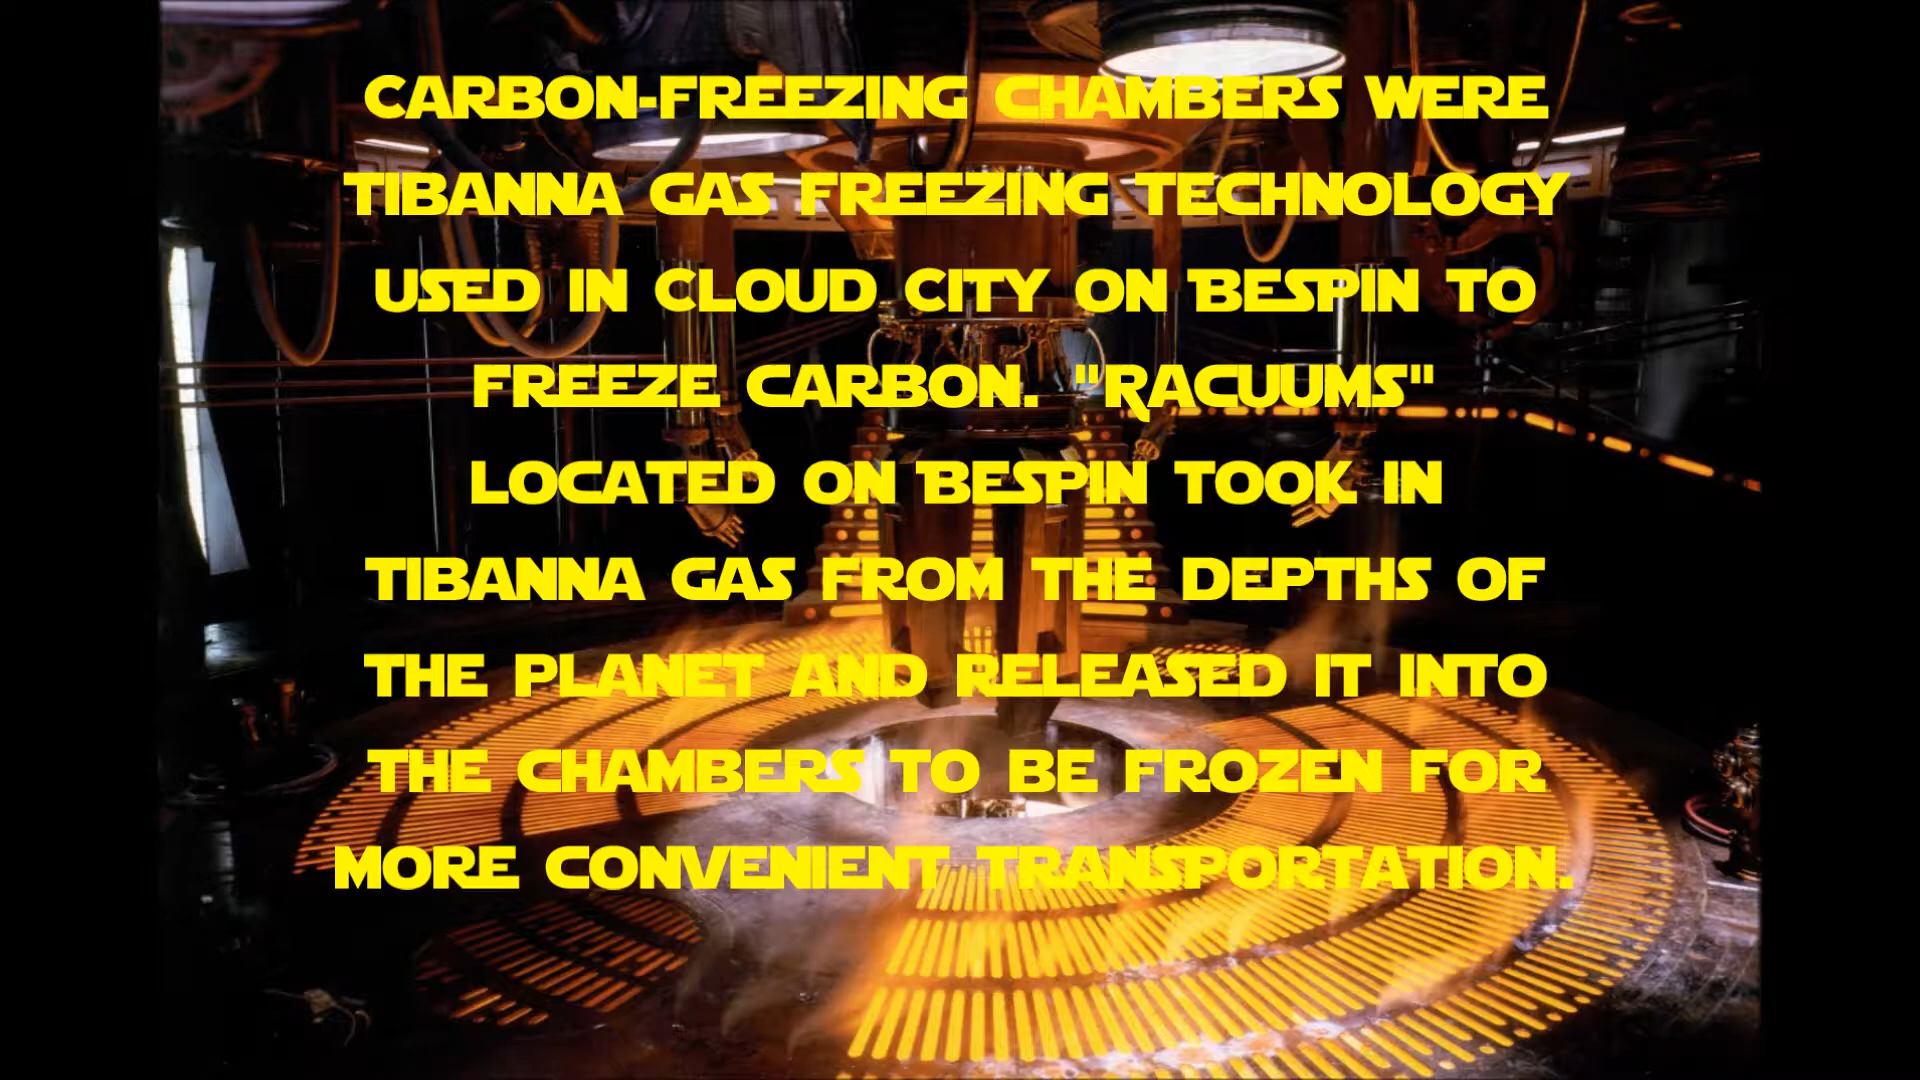 CARBON-FREEZING CHAMBERS WERE
TIBANNA GAS FREEZING TECHNOLOGY
USED IN CLOUD CITY ON BESPIN TO
FREEZE CARBON. "RACUUMS"
LOCATED ON BESPIN TOOK IN
TIBANNA GAS FROM THE DEPTHS OF
THE PLANET AND RELEASED IT INTO
THE CHAMBERS TO BE FROZEN FOR
MORE CONVENIENT TRANSPORTATION.